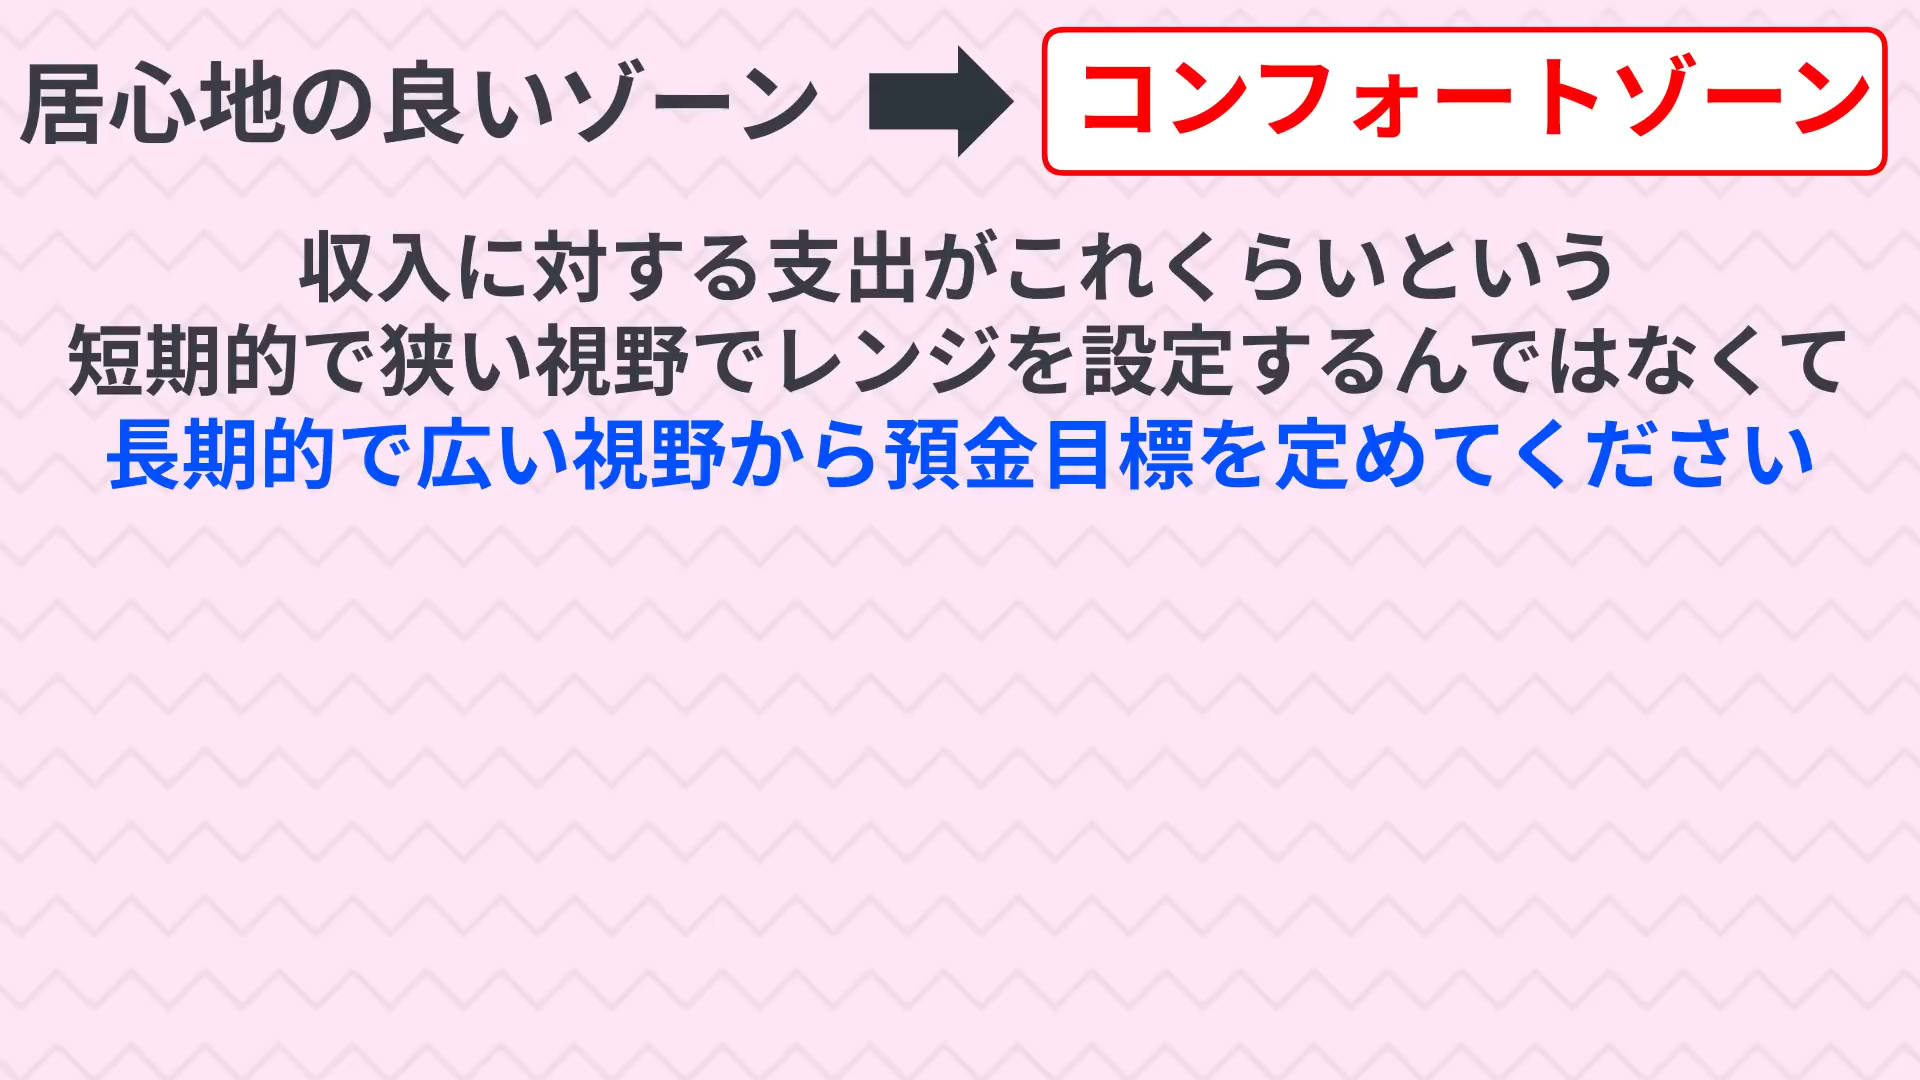 居心地の良いゾーン コンフォートゾーン
収入に対する支出がこれくらいという
短期的で狭い視野でレンジを設定するんではなくて
長期的で広い視野から預金目標を定めてください